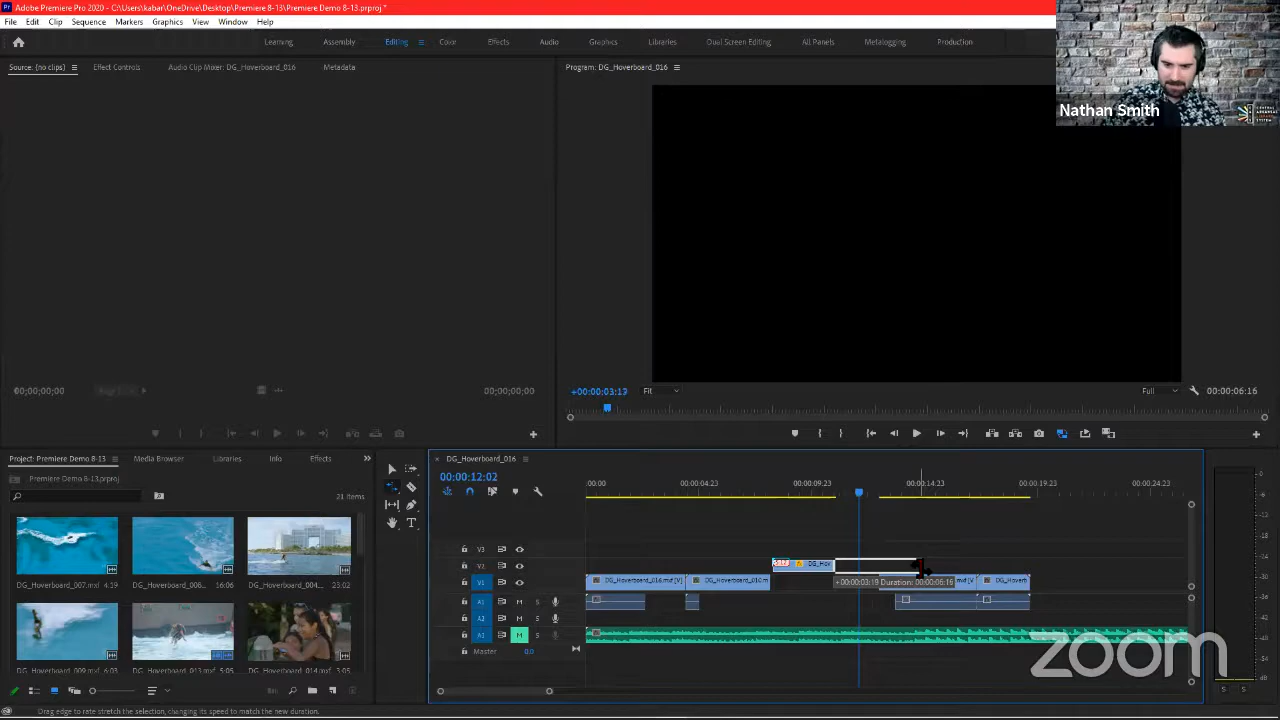 Adobe Premiere Pro 2020 - C:\Users\kabar\OneDrive\Desktop\Premiere 8-13\Premiere Demo 8-13.prproj *
File Edit Clip Sequence Markers Graphics View Window Help
Learning Assembly Editing Color Effects Audio Graphics Libraries Dual Screen Editing All Panels Metalogging Production
Source: (no clips) Effect Controls Audio Clip Mixer: DG_Hoverboard_016 Metadata
Program: DG_Hoverboard_016
Nathan Smith
00;00;00;00
00;00;00;00
+00:00:03:19 Fit Full 00:00:06:16
Project: Premiere Demo 8-13 Media Browser Libraries Info Effects
Premiere Demo 8-13.prproj
21 Items
DG_Hoverboard_007.mxf 4:19
DG_Hoverboard_008... 16:06
DG_Hoverboard_004.mxf 23:02
DG_Hoverboard_009.mxf 6:03
DG_Hoverboard_013.mxf 5:05
DG_Hoverboard_014.mxf 3:05
DG_Hoverboard_016
00:00:12:02
:00:00 00:00:04:23 00:00:09:23 00:00:14:23 00:00:19:23 00:00:24:23
V3
V2 DG_Hov
V1 DG_Hoverboard_016.mxf [V] DG_Hoverboard_010.m mxf [V] DG_Hoverb
+00:00:03:19 Duration: 00:00:06:16
A1 M
A2 M S
A3 M S
Master 0.0
zoom
0
dB
S S
Drag edge to rate stretch the selection, changing its speed to match the new duration.